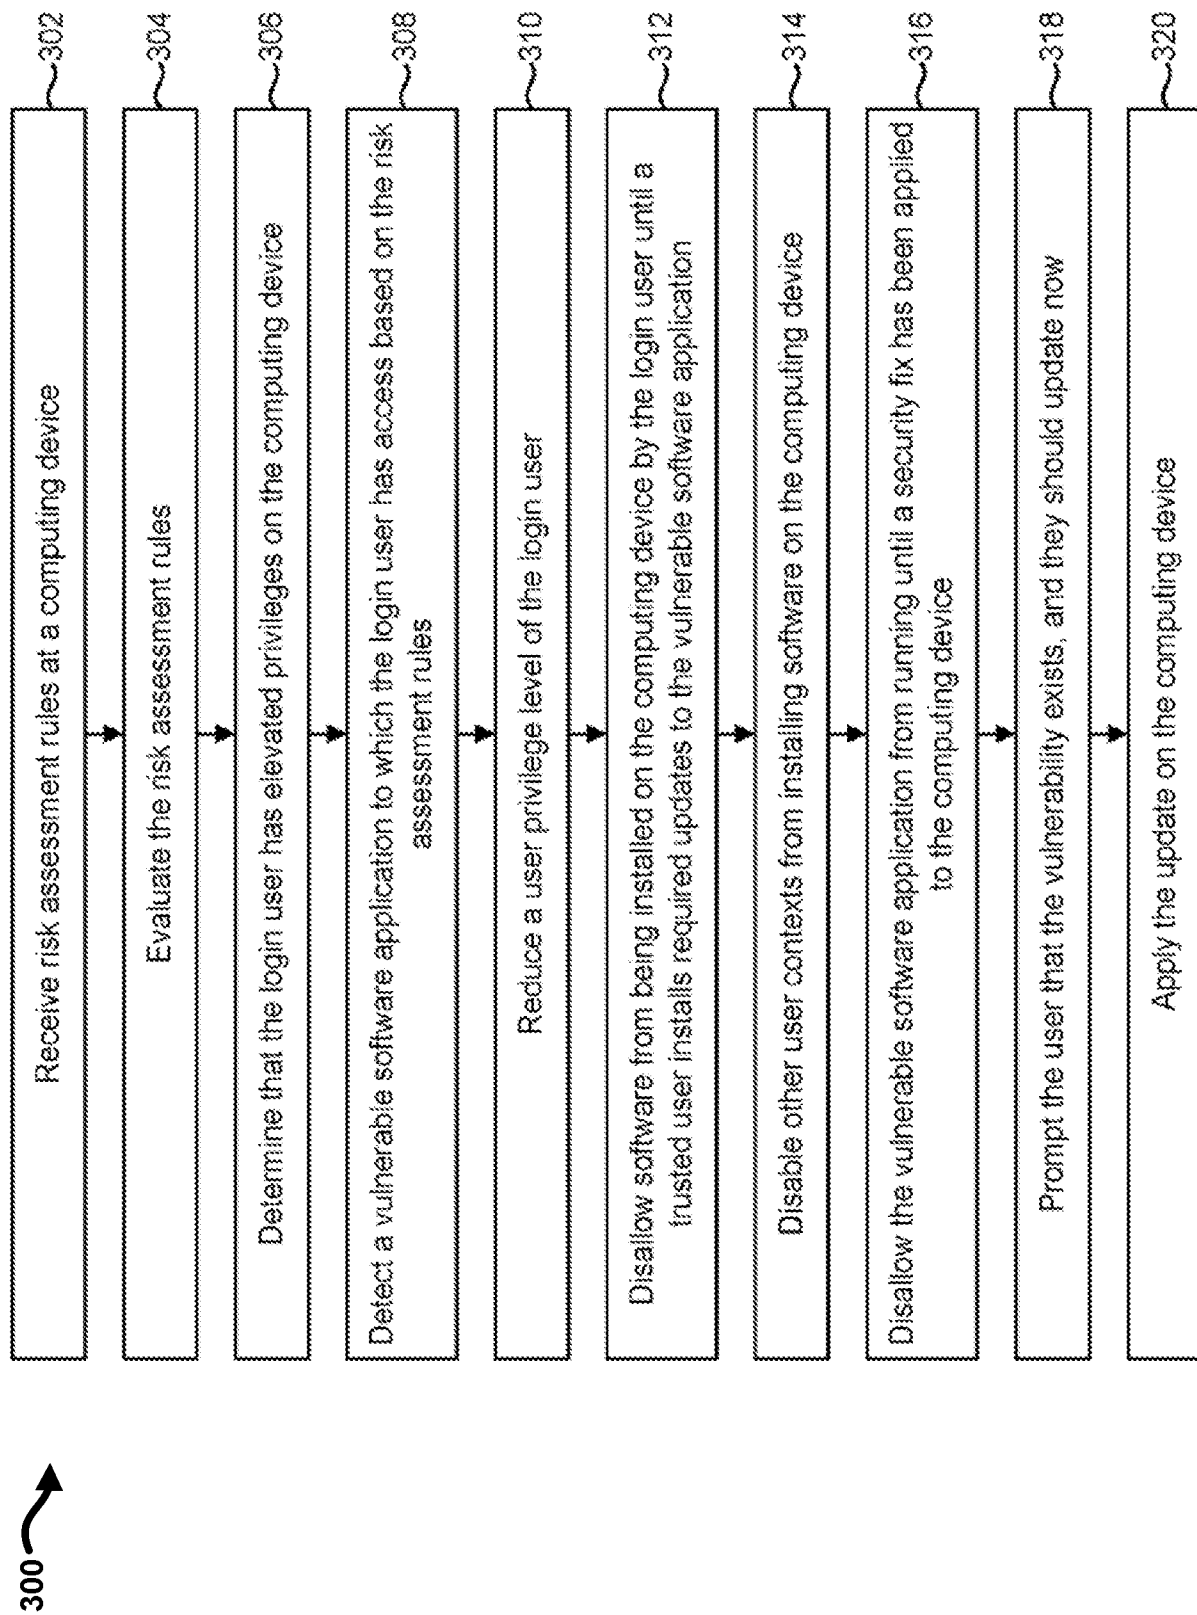 300
Receive risk assessment rules at a computing device
302
Evaluate the risk assessment rules
304
Determine that the login user has elevated privileges on the computing device
306
Detect a vulnerable software application to which the login user has access based on the risk
assessment rules
308
Reduce a user privilege level of the login user
310
Disallow software from being installed on the computing device by the login user until a
trusted user installs required updates to the vulnerable software application
312
Disable other user contexts from installing software on the computing device
314
Disallow the vulnerable software application from running until a security fix has been applied
to the computing device
316
Prompt the user that the vulnerability exists, and they should update now
318
Apply the update on the computing device
320